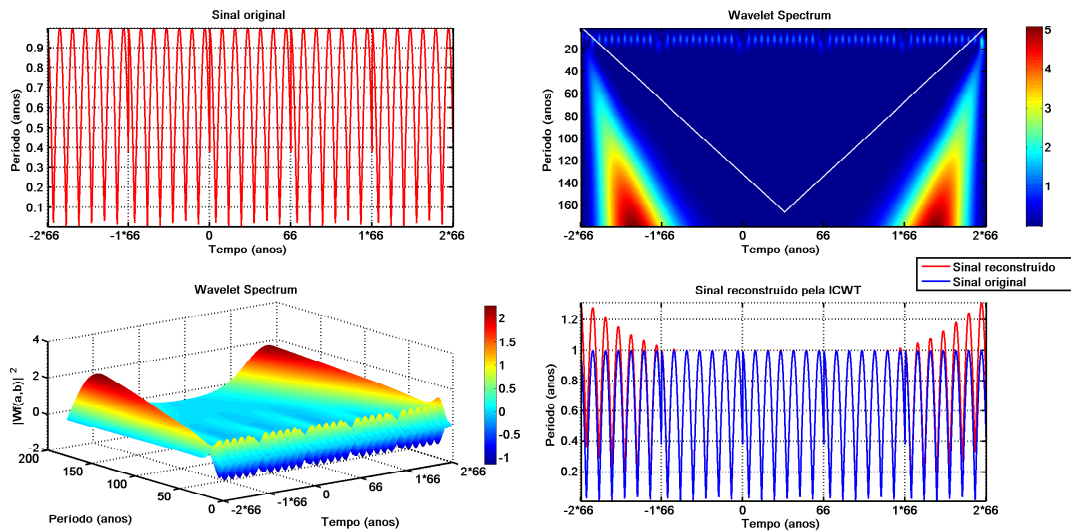 Sinal original
Período (anos)
0.9
0.8
0.7
0.6
0.5
0.4
0.3
0.2
0.1
-2*66 -1*66 0 66 1*66 2*66
Tempo (anos)
Wavelet Spectrum
Período (anos)
20
40
60
80
100
120
140
160
-2*66 -1*66 0 66 1*66 2*66
Tempo (anos)
5
4
3
2
1
Wavelet Spectrum
|Wf(a,b)| 2
4
2
0
-2
200 150 100 50 0
-2*66 -1*66 0 66 1*66 2*66
Período (anos)
Tempo (anos)
2
1.5
1
0.5
0
-0.5
-1
Sinal reconstruído
Sinal original
Sinal reconstruído pela ICWT
Período (anos)
1.2
1
0.8
0.6
0.4
0.2
-2*66 -1*66 0 66 1*66 2*66
Tempo (anos)